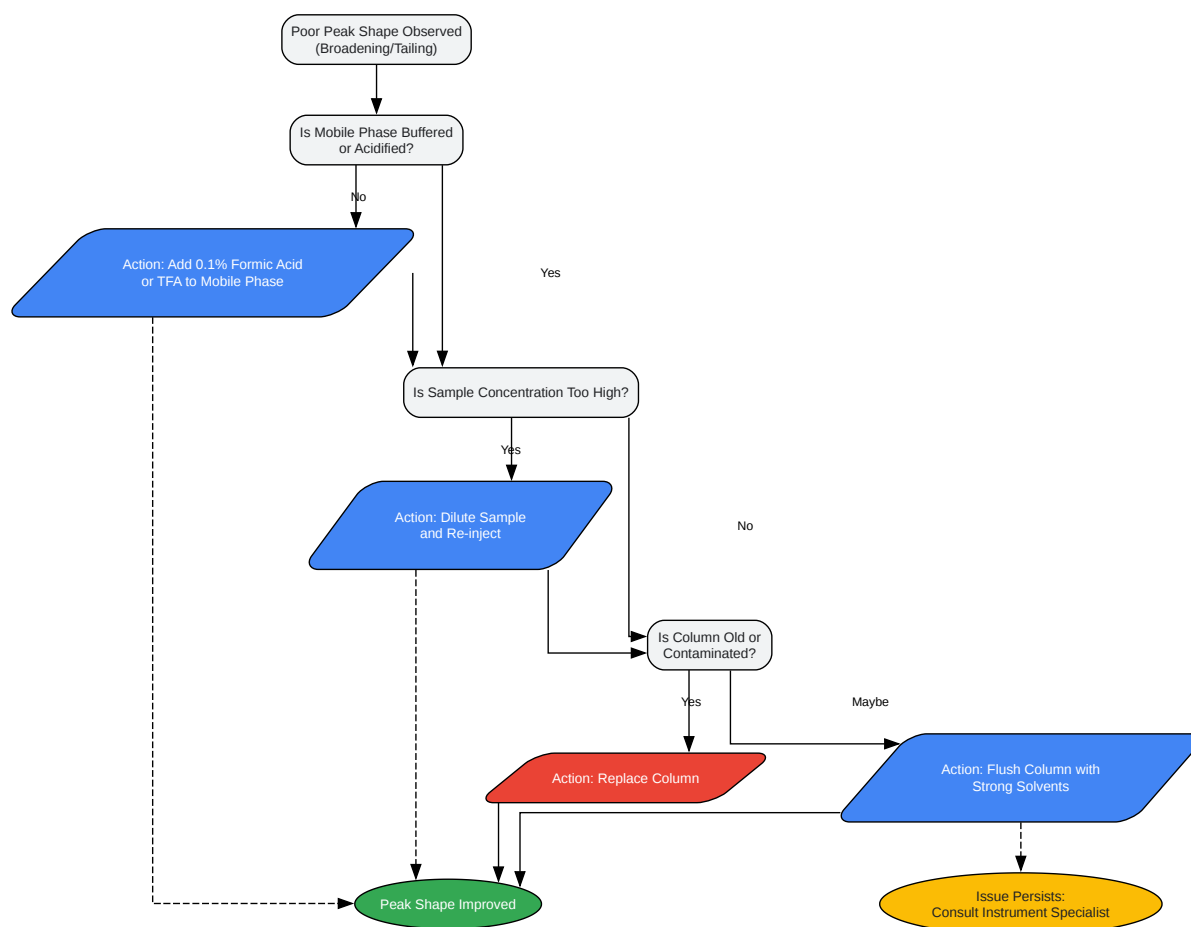 Poor Peak Shape Observed
(Broadening/Tailing)
Is Mobile Phase Buffered
or Acidified?
No
Action: Add 0.1% Formic Acid
or TFA to Mobile Phase
Yes
Is Sample Concentration Too High?
Yes
Action: Dilute Sample
and Re-inject
No
Is Column Old or
Contaminated?
Yes
Maybe
Action: Replace Column
Action: Flush Column with
Strong Solvents
Peak Shape Improved
Issue Persists:
Consult Instrument Specialist